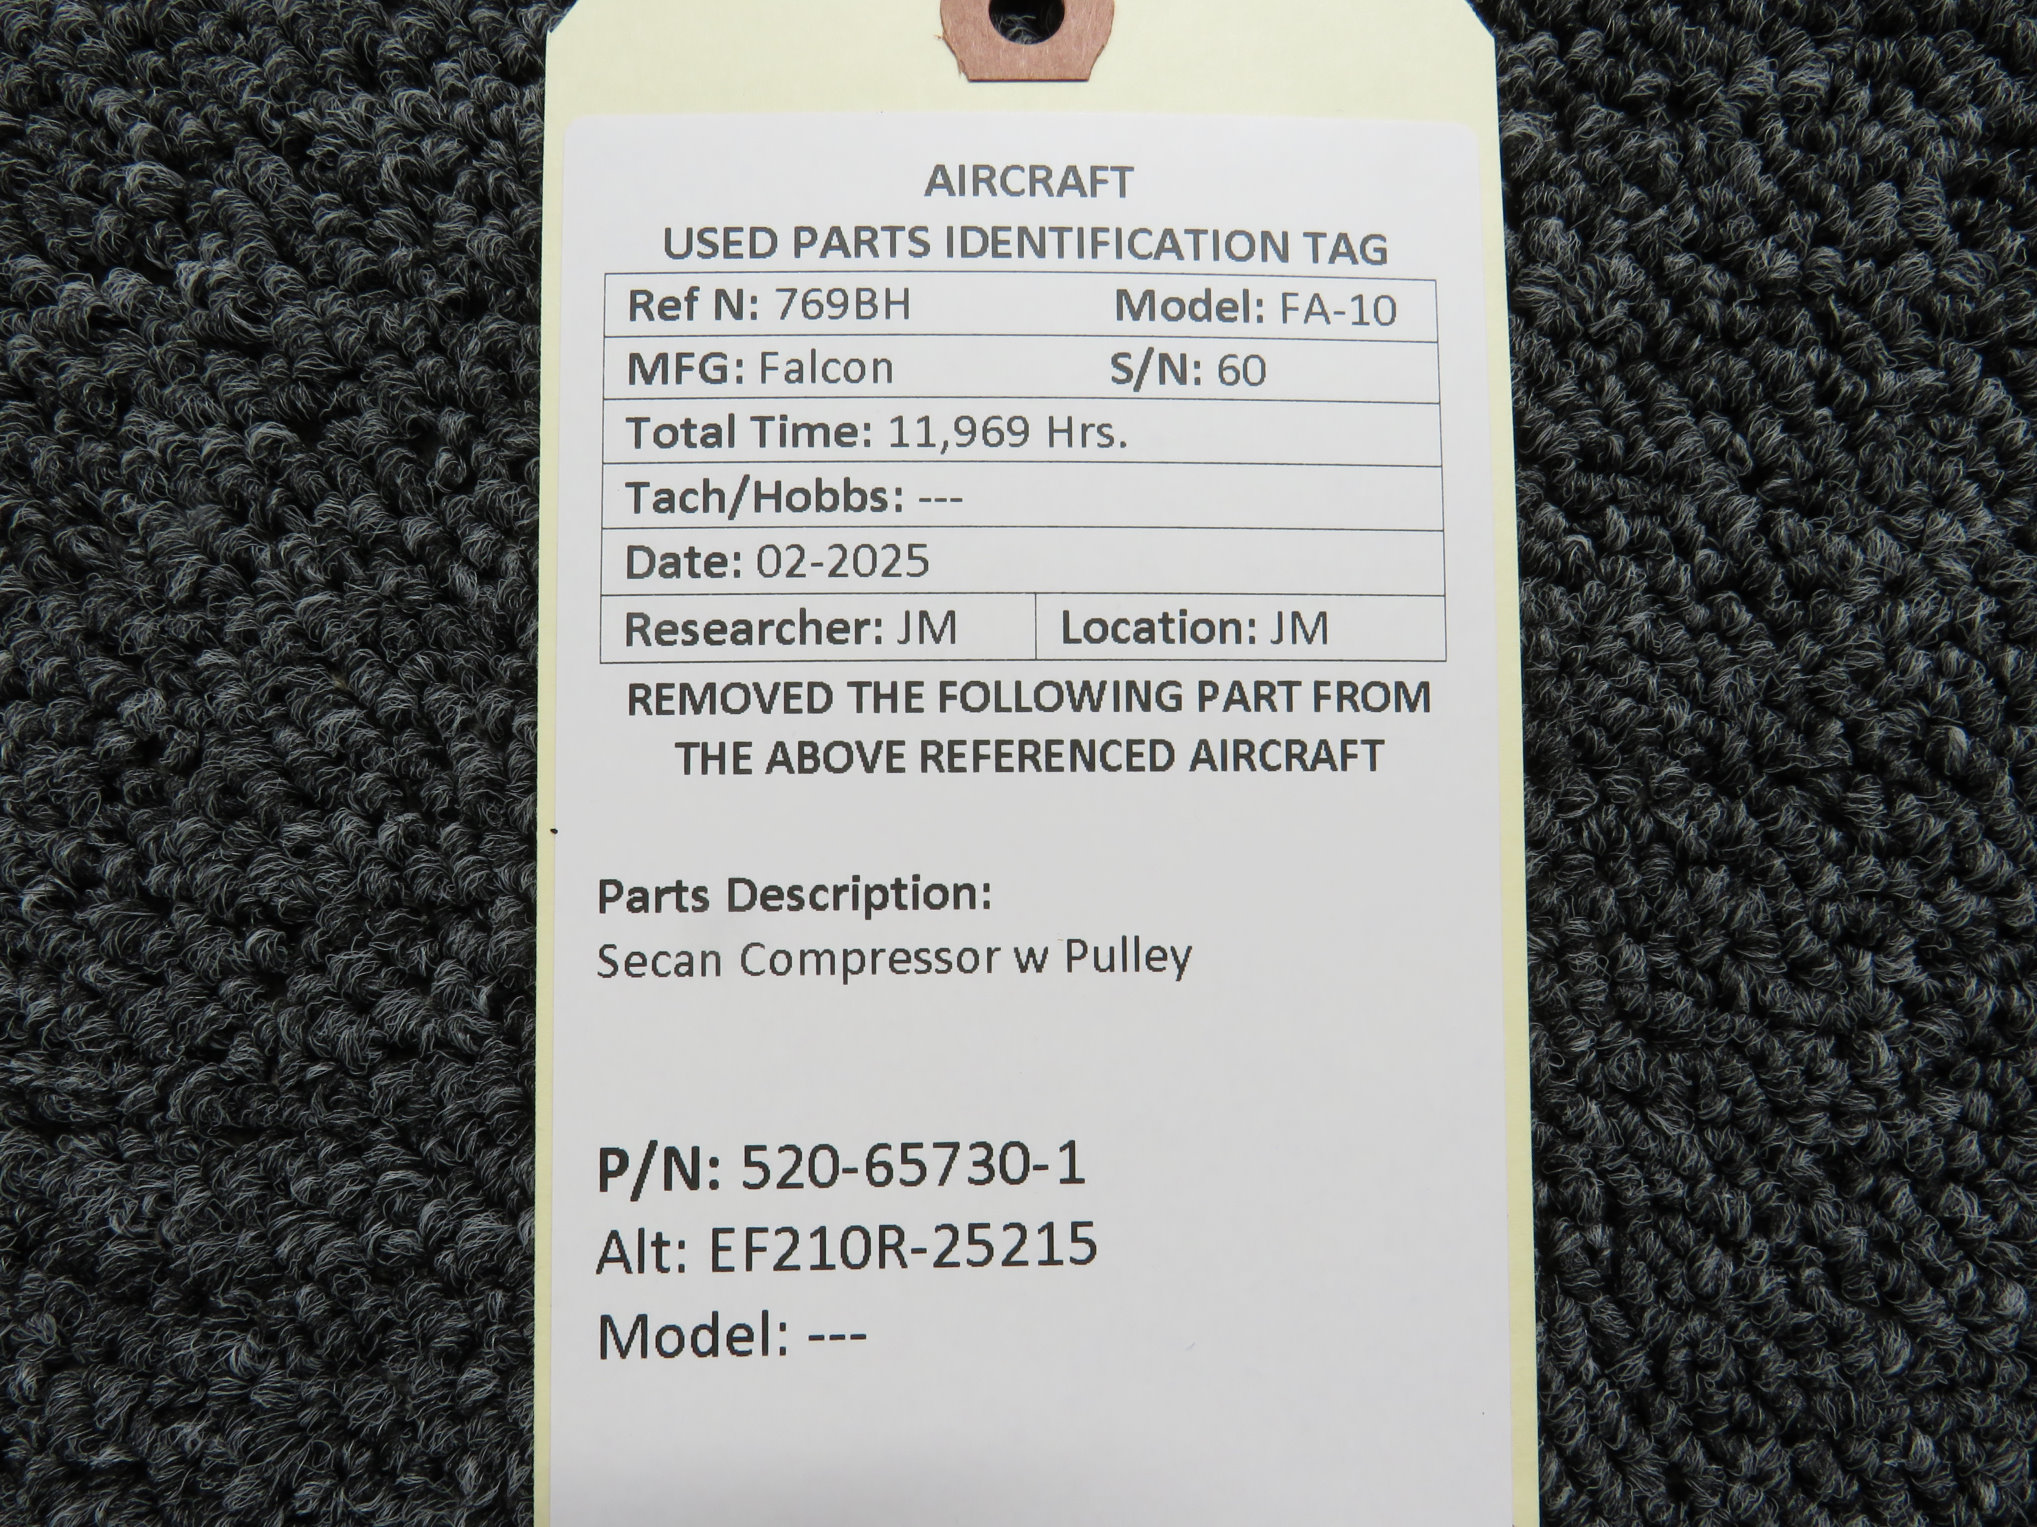 AIRCRAFT
USED PARTS IDENTIFICATION TAG
Ref N: 769BH Model: FA-10
MFG: Falcon S/N: 60
Total Time: 11,969 Hrs.
Tach/Hobbs: ---
Date: 02-2025
Researcher: JM Location: JM
REMOVED THE FOLLOWING PART FROM
THE ABOVE REFERENCED AIRCRAFT
Parts Description:
Secan Compressor w Pulley
P/N: 520-65730-1
Alt: EF210R-25215
Model: ---